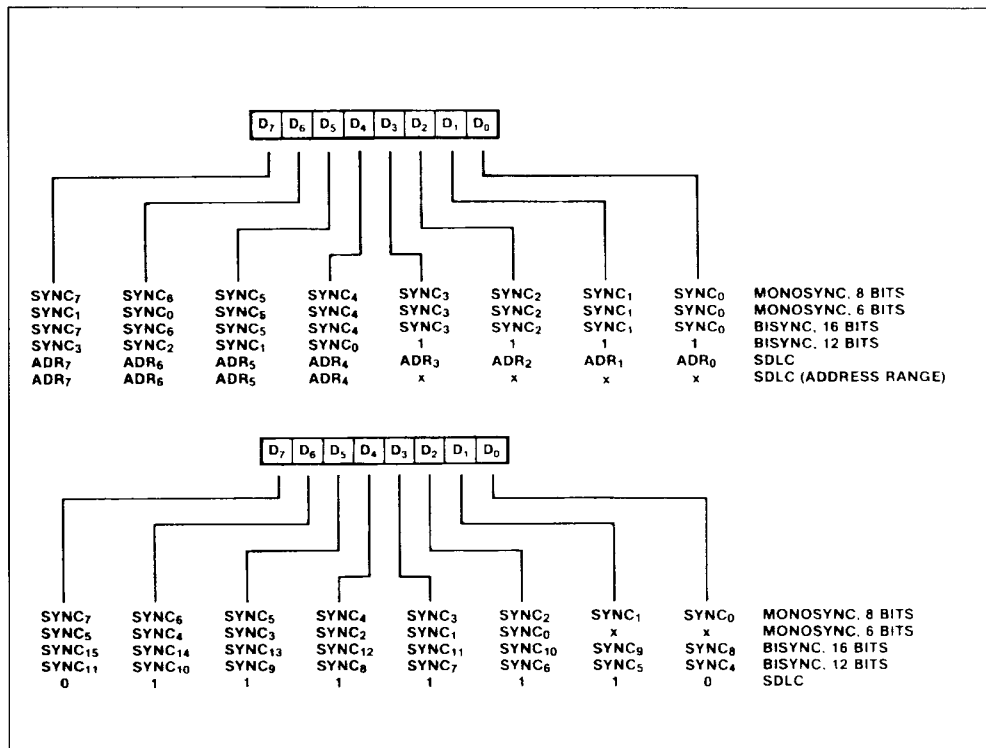 D₇ D₆ D₅ D₄ D₃ D₂ D₁ D₀
SYNC₇ SYNC₆ SYNC₅ SYNC₄ SYNC₃ SYNC₂ SYNC₁ SYNC₀ MONOSYNC, 8 BITS
SYNC₁ SYNC₀ SYNC₅ SYNC₄ SYNC₃ SYNC₂ SYNC₁ SYNC₀ MONOSYNC, 6 BITS
SYNC₇ SYNC₆ SYNC₅ SYNC₄ SYNC₃ SYNC₂ SYNC₁ SYNC₀ BISYNC, 16 BITS
SYNC₃ SYNC₂ SYNC₁ SYNC₀ 1 1 1 1 BISYNC, 12 BITS
ADR₇ ADR₆ ADR₅ ADR₄ ADR₃ ADR₂ ADR₁ ADR₀ SDLC
ADR₇ ADR₆ ADR₅ ADR₄ x x x x SDLC (ADDRESS RANGE)
D₇ D₆ D₅ D₄ D₃ D₂ D₁ D₀
SYNC₇ SYNC₆ SYNC₅ SYNC₄ SYNC₃ SYNC₂ SYNC₁ SYNC₀ MONOSYNC, 8 BITS
SYNC₅ SYNC₄ SYNC₃ SYNC₂ SYNC₁ SYNC₀ x x MONOSYNC, 6 BITS
SYNC₁₅ SYNC₁₄ SYNC₁₃ SYNC₁₂ SYNC₁₁ SYNC₁₀ SYNC₉ SYNC₈ BISYNC, 16 BITS
SYNC₁₁ SYNC₁₀ SYNC₉ SYNC₈ SYNC₇ SYNC₆ SYNC₅ SYNC₄ BISYNC, 12 BITS
0 1 1 1 1 1 1 0 SDLC